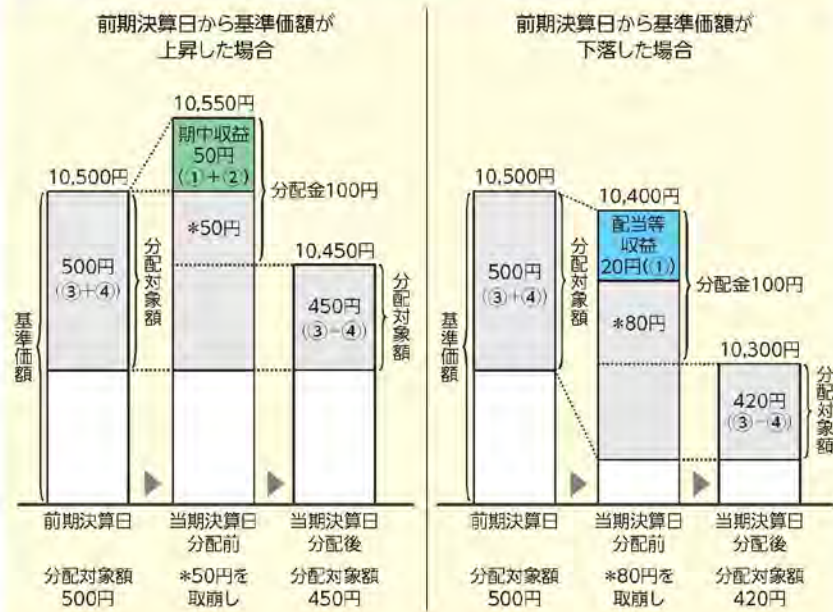 前期決算日から基準価額が
上昇した場合
10,550円
期中収益
50円
(①+②)
10,500円
分配金100円
*50円
10,450円
500円
(③+④)
分配対象額
450円
(③−④)
分配対象額
基準価額
前期決算日
当期決算日
分配前
当期決算日
分配後
分配対象額
500円
*50円を
取崩し
分配対象額
450円
前期決算日から基準価額が
下落した場合
10,500円
10,400円
配当等
収益
20円(①)
分配金100円
500円
(③+④)
分配対象額
*80円
10,300円
420円
(③−④)
分配対象額
基準価額
前期決算日
当期決算日
分配前
当期決算日
分配後
分配対象額
500円
*80円を
取崩し
分配対象額
420円